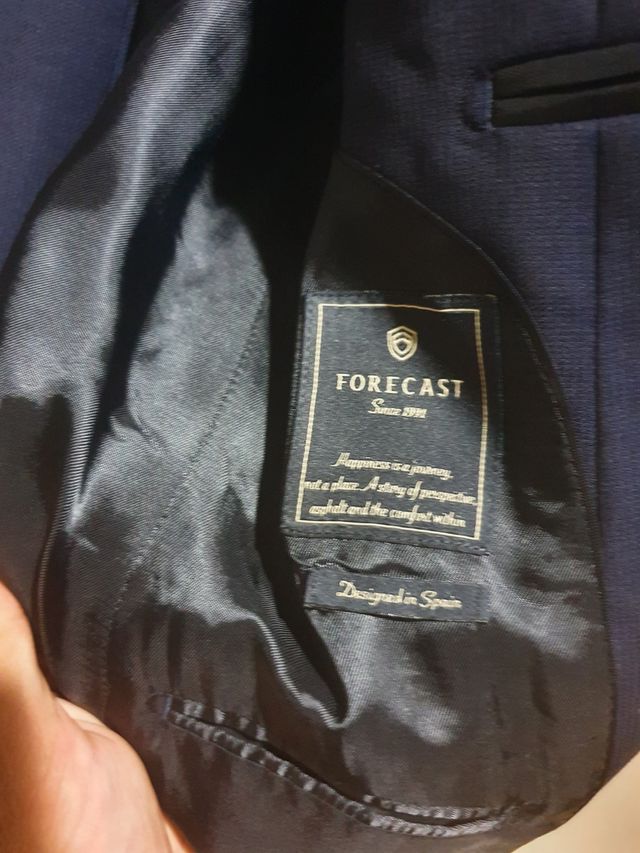 FORECAST
Since 1991
Happiness is a journey,
not a place. A story of perspective,
asphalt and the comfort within.
Designed in Spain